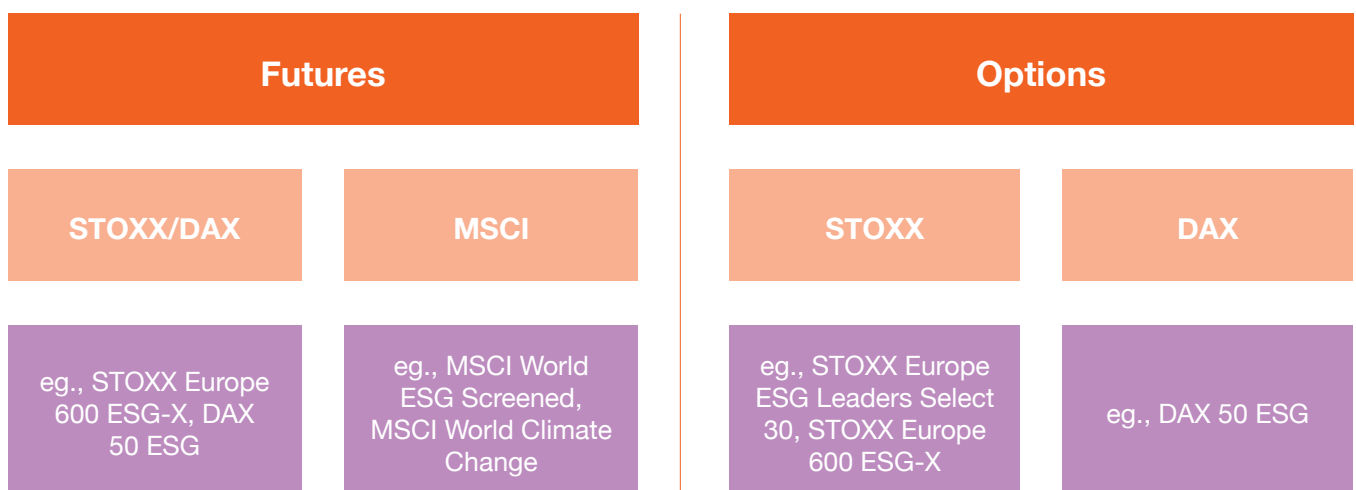 Futures
Options
STOXX/DAX
MSCI
STOXX
DAX
eg., STOXX Europe
600 ESG-X, DAX
50 ESG
eg., MSCI World
ESG Screened,
MSCI World Climate
Change
eg., STOXX Europe
ESG Leaders Select
30, STOXX Europe
600 ESG-X
eg., DAX 50 ESG